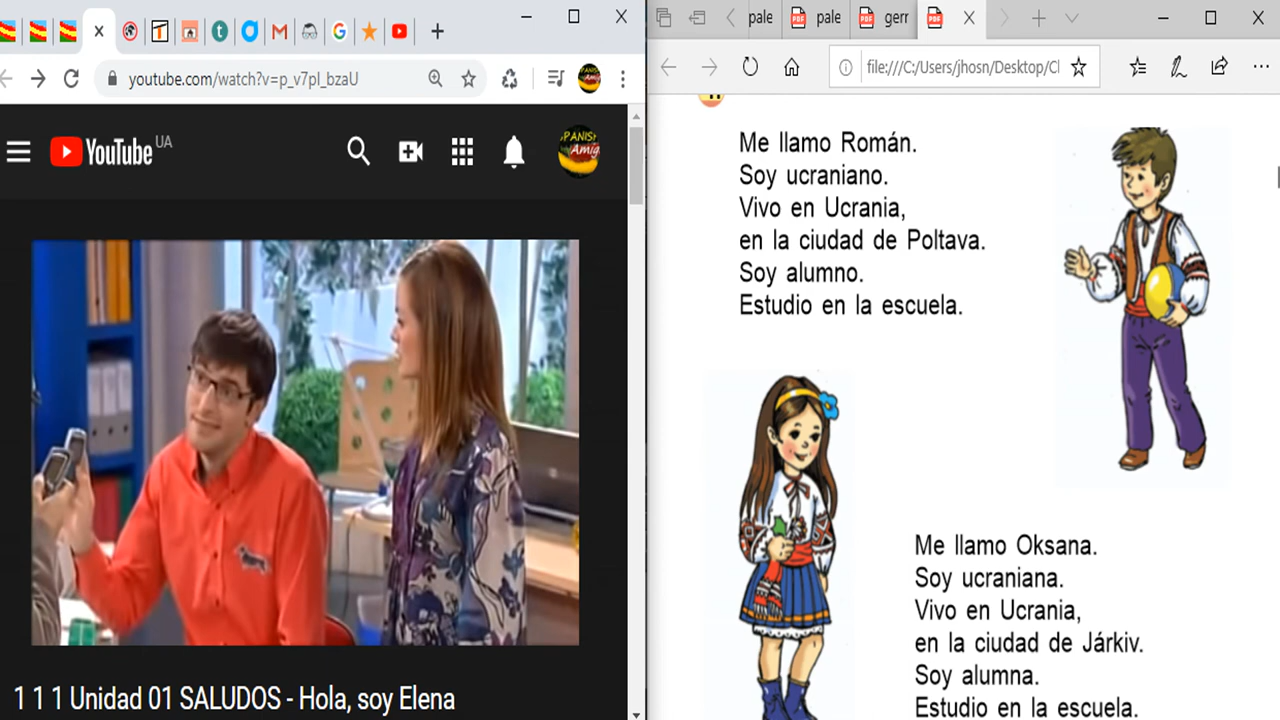 youtube.com/watch?v=p_v7pl_bzaU
YouTube UA
1 1 1 Unidad 01 SALUDOS - Hola, soy Elena
pale
pale
gerr
file:///C:/Users/jhosn/Desktop/Cl
Me llamo Román.
Soy ucraniano.
Vivo en Ucrania,
en la ciudad de Poltava.
Soy alumno.
Estudio en la escuela.
Me llamo Oksana.
Soy ucraniana.
Vivo en Ucrania,
en la ciudad de Járkiv.
Soy alumna.
Estudio en la escuela.